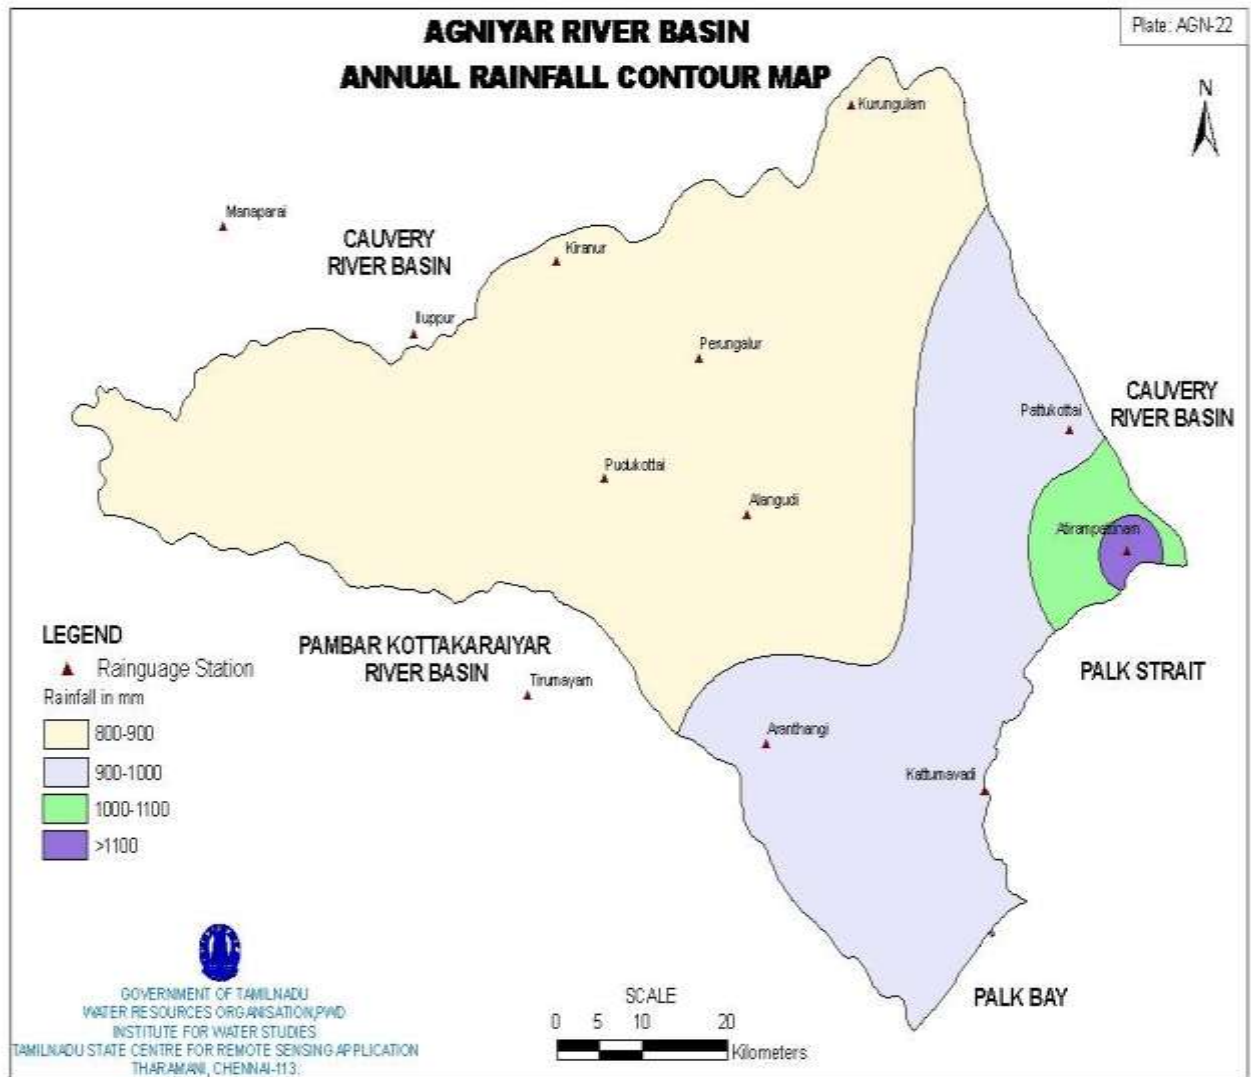 AGNIYAR RIVER BASIN
ANNUAL RAINFALL CONTOUR MAP
Plate: AGN-22
N
Kurungulam
Manaparai
CAUVERY
RIVER BASIN
Kiranur
Iluppur
Perungalur
CAUVERY
RIVER BASIN
Pattukottai
Pudukottai
Alangudi
Atirampattinam
LEGEND
Rainguage Station
Rainfall in mm
800-900
900-1000
1000-1100
>1100
PAMBAR KOTTAKARAIYAR
RIVER BASIN
Tirumayam
PALK STRAIT
Aranthangi
Kattumavadi
PALK BAY
GOVERNMENT OF TAMILNADU
WATER RESOURCES ORGANISATION,PWD
INSTITUTE FOR WATER STUDIES
TAMILNADU STATE CENTRE FOR REMOTE SENSING APPLICATION
THARAMANI, CHENNAI-113.
SCALE
0 5 10 20
Kilometers